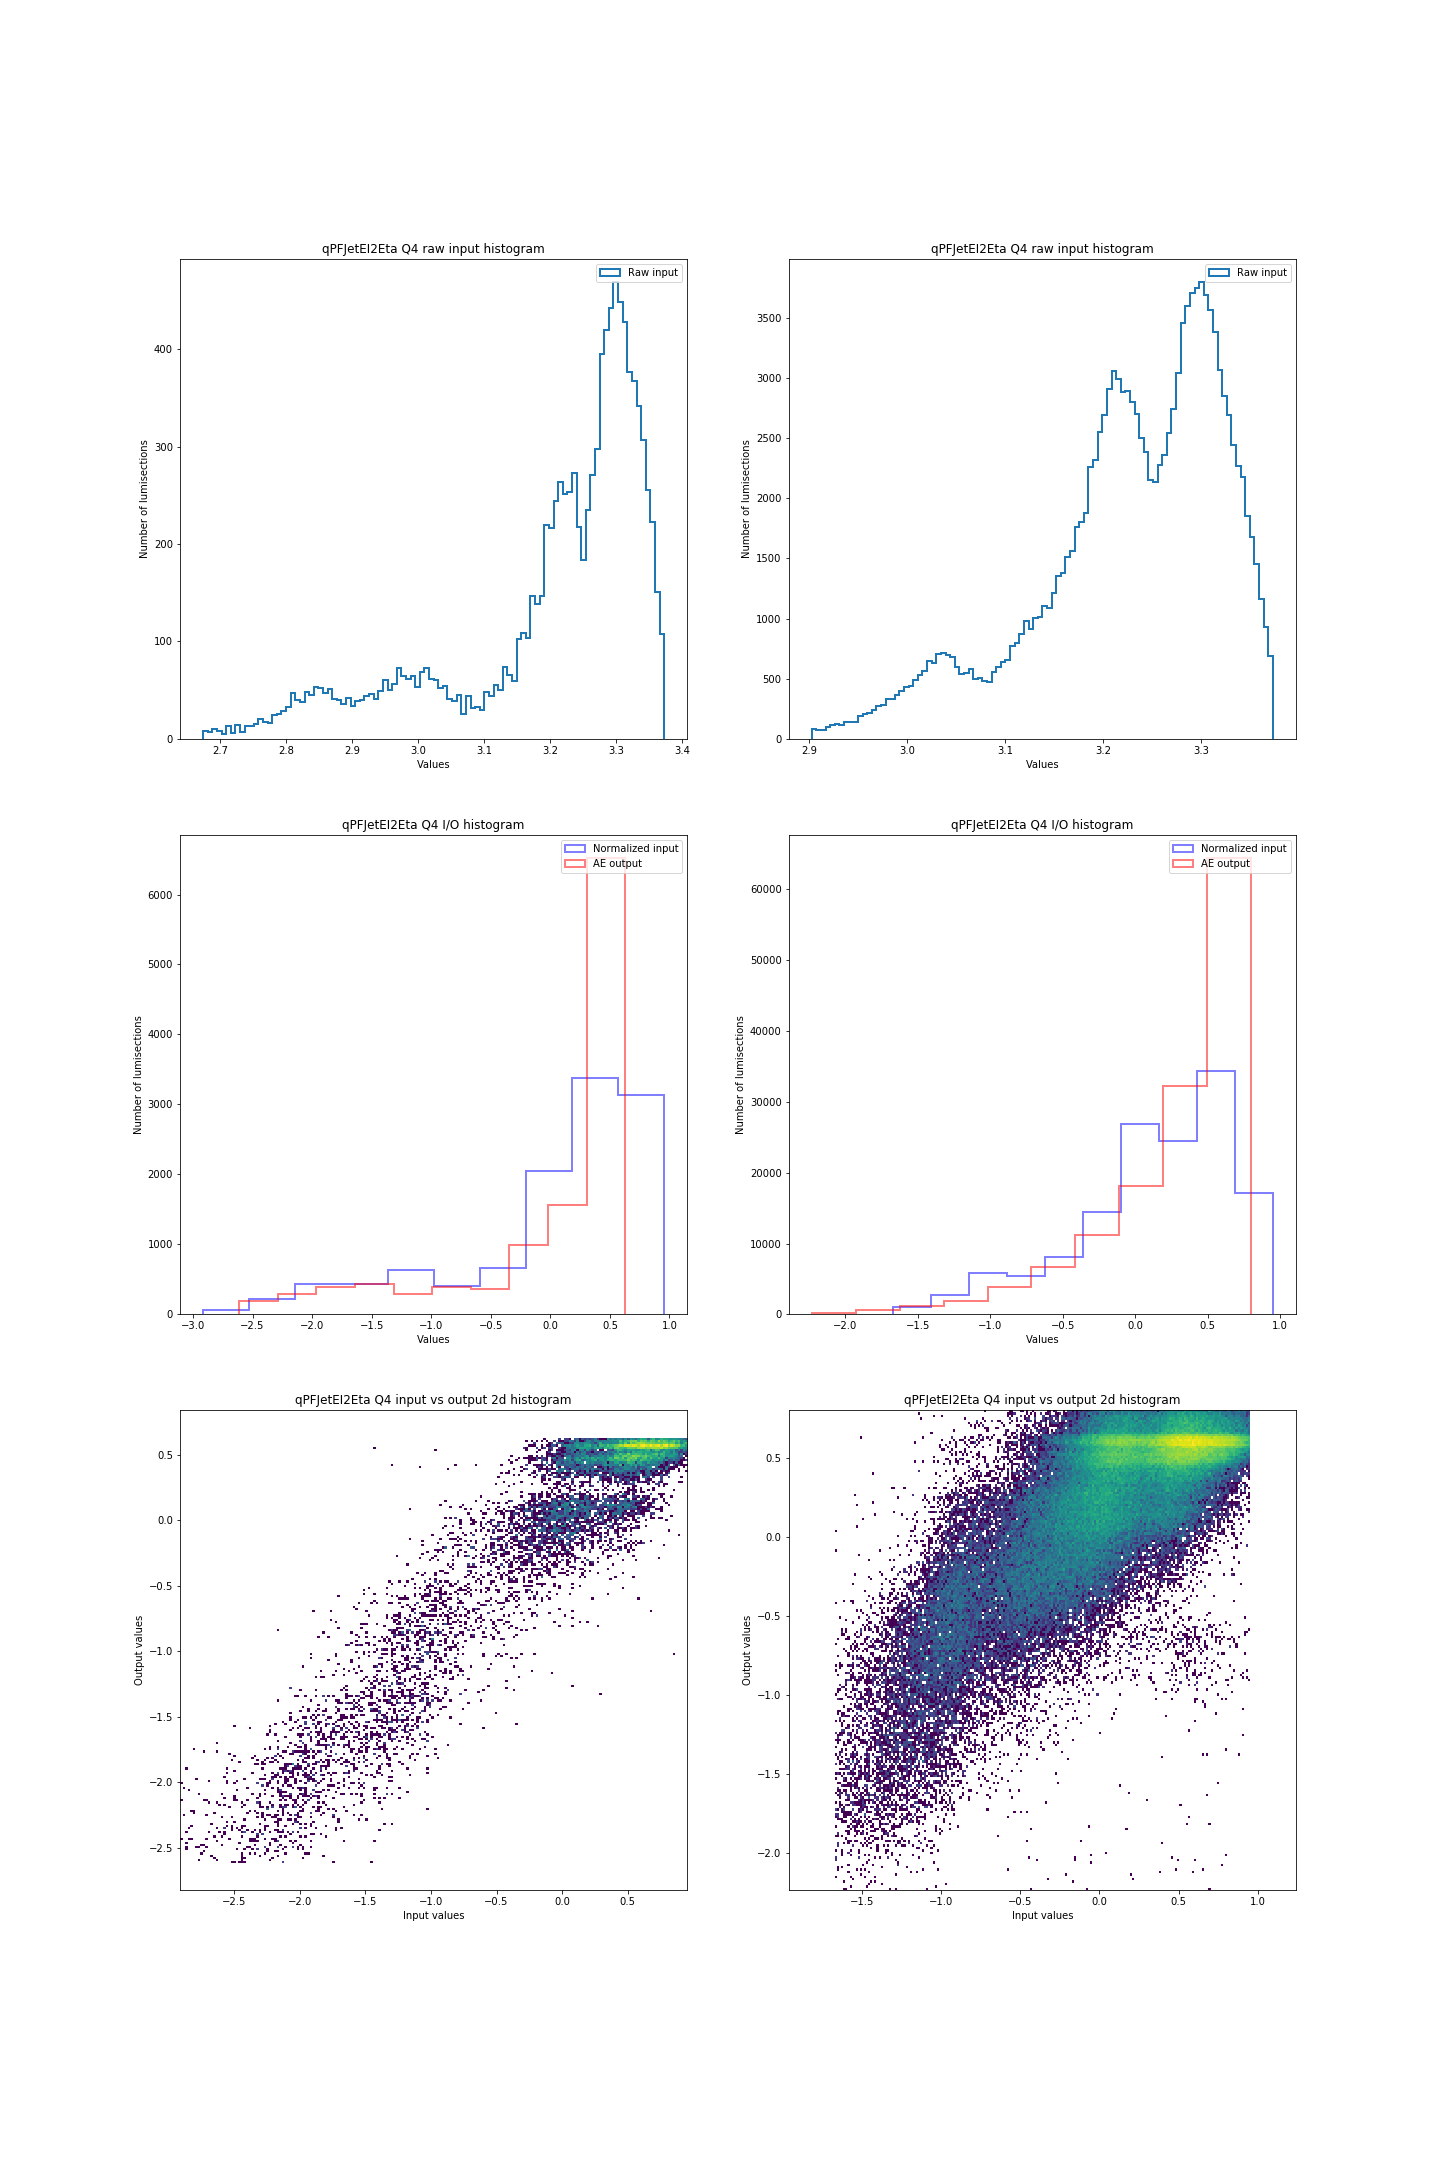 qPFJetEI2Eta Q4 raw input histogram
Raw input
400
300
200
100
0
Number of lumisections
2.7 2.8 2.9 3.0 3.1 3.2 3.3 3.4
Values
qPFJetEI2Eta Q4 raw input histogram
Raw input
3500
3000
2500
2000
1500
1000
500
0
Number of lumisections
2.9 3.0 3.1 3.2 3.3
Values
qPFJetEI2Eta Q4 I/O histogram
Normalized input
AE output
6000
5000
4000
3000
2000
1000
0
Number of lumisections
−3.0 −2.5 −2.0 −1.5 −1.0 −0.5 0.0 0.5 1.0
Values
qPFJetEI2Eta Q4 I/O histogram
Normalized input
AE output
60000
50000
40000
30000
20000
10000
0
Number of lumisections
−2.0 −1.5 −1.0 −0.5 0.0 0.5 1.0
Values
qPFJetEI2Eta Q4 input vs output 2d histogram
0.5
0.0
−0.5
−1.0
−1.5
−2.0
−2.5
Output values
−2.5 −2.0 −1.5 −1.0 −0.5 0.0 0.5
Input values
qPFJetEI2Eta Q4 input vs output 2d histogram
0.5
0.0
−0.5
−1.0
−1.5
−2.0
Output values
−1.5 −1.0 −0.5 0.0 0.5 1.0
Input values